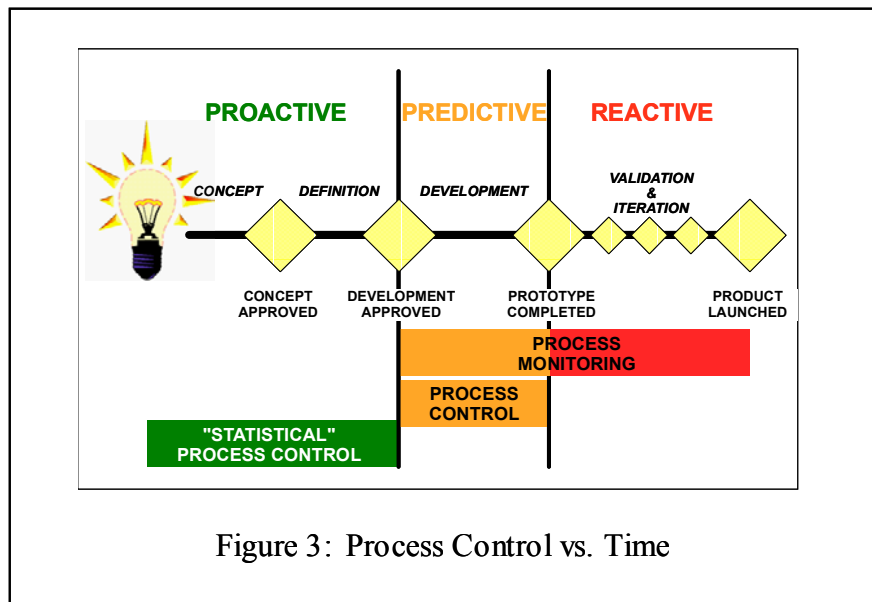 PROACTIVE
PREDICTIVE
REACTIVE
CONCEPT
DEFINITION
DEVELOPMENT
VALIDATION
&
ITERATION
CONCEPT
APPROVED
DEVELOPMENT
APPROVED
PROTOTYPE
COMPLETED
PRODUCT
LAUNCHED
PROCESS
MONITORING
PROCESS
CONTROL
"STATISTICAL"
PROCESS CONTROL
Figure 3: Process Control vs. Time